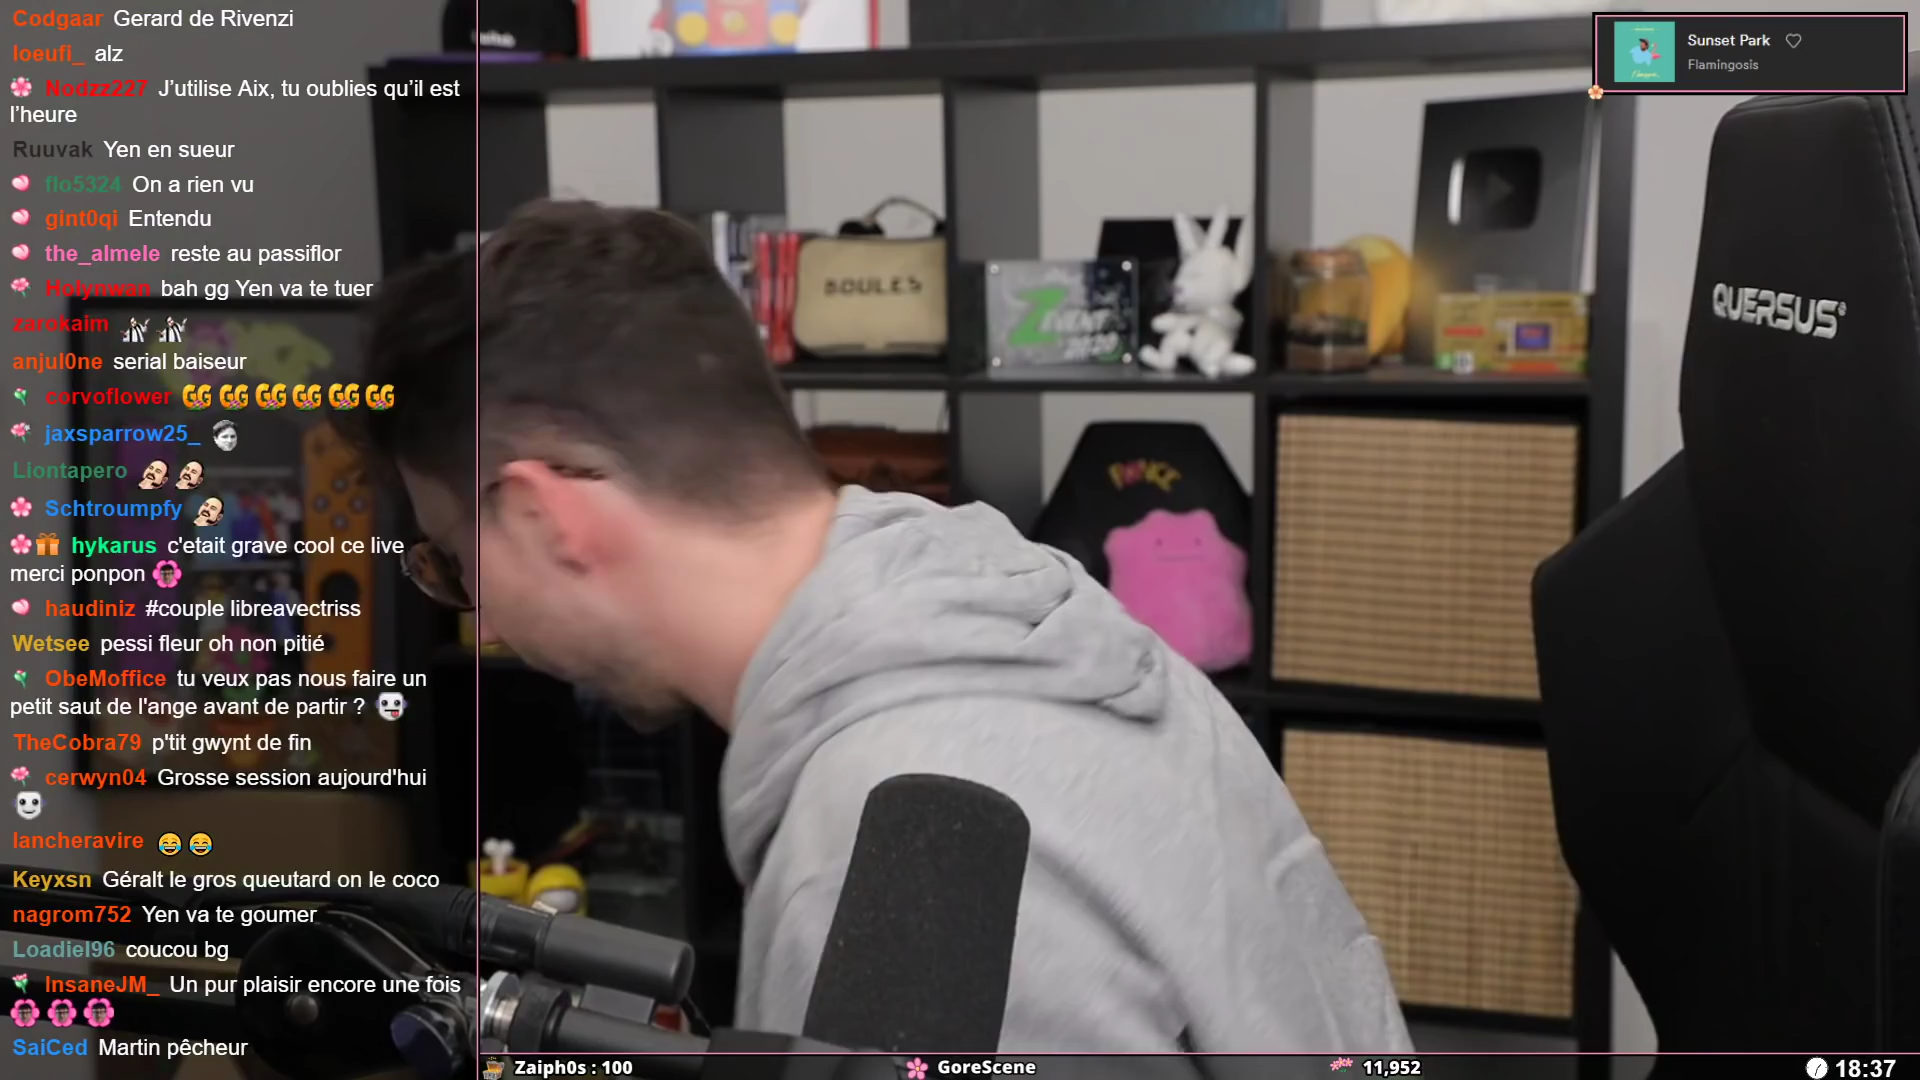 Codgaar Gerard de Rivenzi
loeufi_ alz
Nodzz227 J'utilise Aix, tu oublies qu'il est
l'heure
Ruuvak Yen en sueur
flo5324 On a rien vu
gint0qi Entendu
the_almele reste au passiflor
Holynwan bah gg Yen va te tuer
zarokaim
anjul0ne serial baiseur
corvoflower GG GG GG GG GG GG
jaxsparrow25_
Liontapero
Schtroumpfy
hykarus c'etait grave cool ce live
merci ponpon
haudiniz #couple libreavectriss
Wetsee pessi fleur oh non pitié
ObeMoffice tu veux pas nous faire un
petit saut de l'ange avant de partir ?
TheCobra79 p'tit gwynt de fin
cerwyn04 Grosse session aujourd'hui
lancheravire
Keyxsn Géralt le gros queutard on le coco
nagrom752 Yen va te goumer
Loadiel96 coucou bg
InsaneJM_ Un pur plaisir encore une fois
SaiCed Martin pêcheur
Sunset Park
Flamingosis
BOULES
ZEVENT
2020
QUERSUS
PONCE
Zaiph0s : 100
GoreScene
11,952
18:37